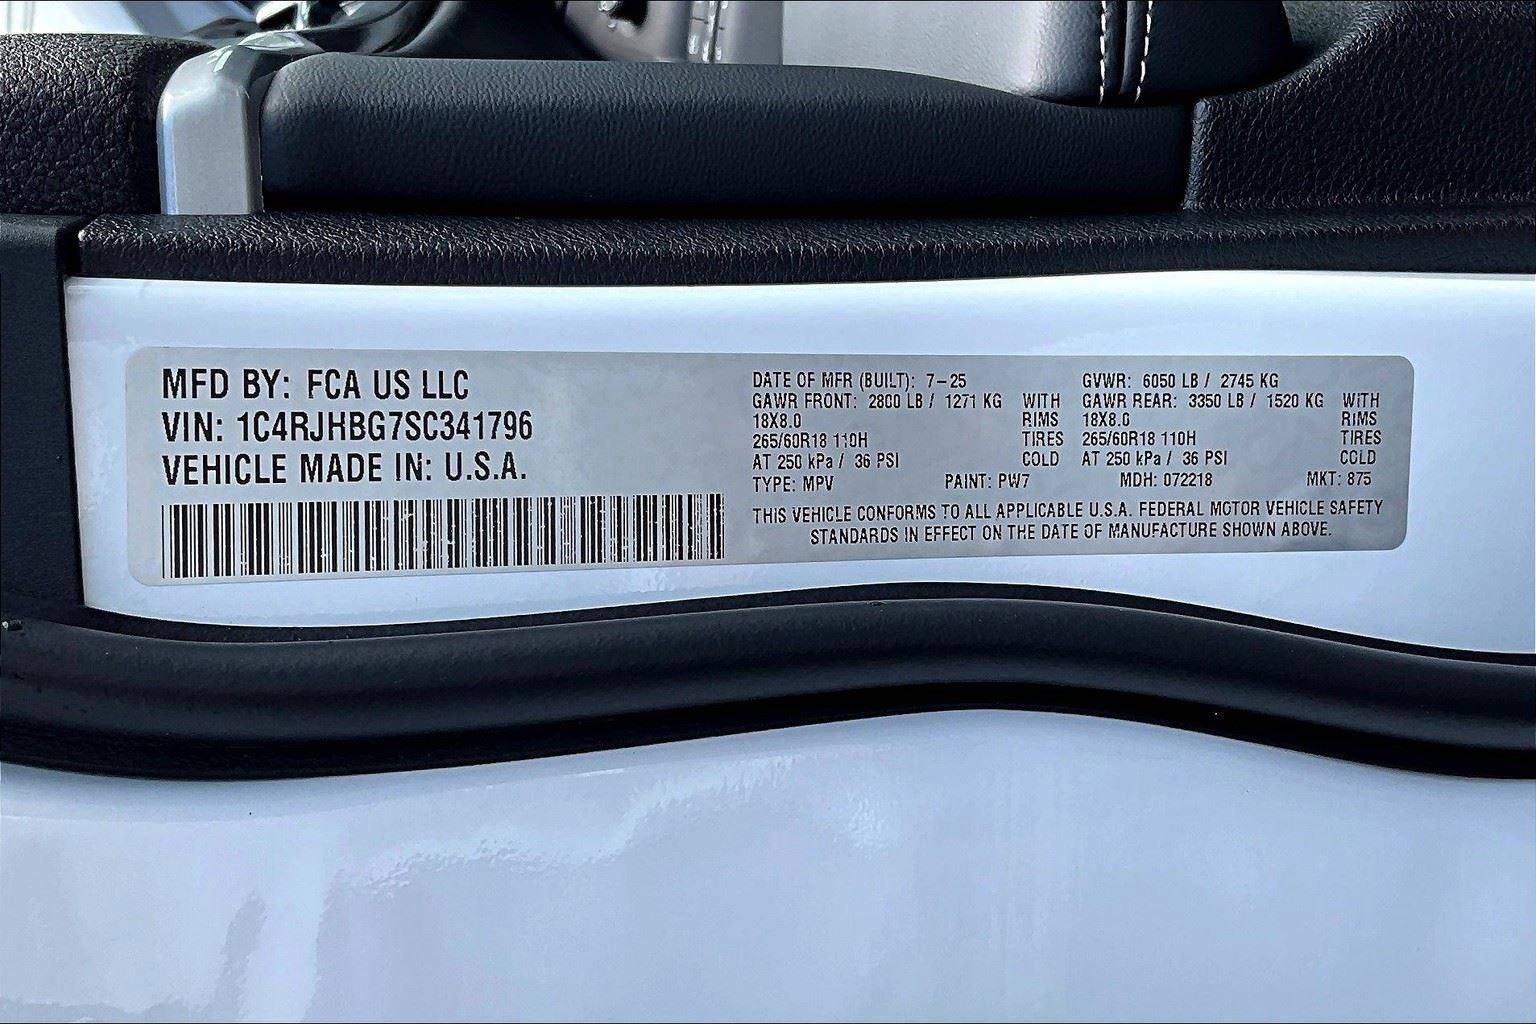 MFD BY: FCA US LLC
VIN: 1C4RJHBG7SC341796
VEHICLE MADE IN: U.S.A.
DATE OF MFR (BUILT): 7-25
GAWR FRONT: 2800 LB / 1271 KG WITH
18X8.0 RIMS
265/60R18 110H TIRES
AT 250 kPa / 36 PSI COLD
GVWR: 6050 LB / 2745 KG
GAWR REAR: 3350 LB / 1520 KG WITH
18X8.0 RIMS
265/60R18 110H TIRES
AT 250 kPa / 36 PSI COLD
TYPE: MPV PAINT: PW7 MDH: 072218 MKT: 875
THIS VEHICLE CONFORMS TO ALL APPLICABLE U.S.A. FEDERAL MOTOR VEHICLE SAFETY
STANDARDS IN EFFECT ON THE DATE OF MANUFACTURE SHOWN ABOVE.